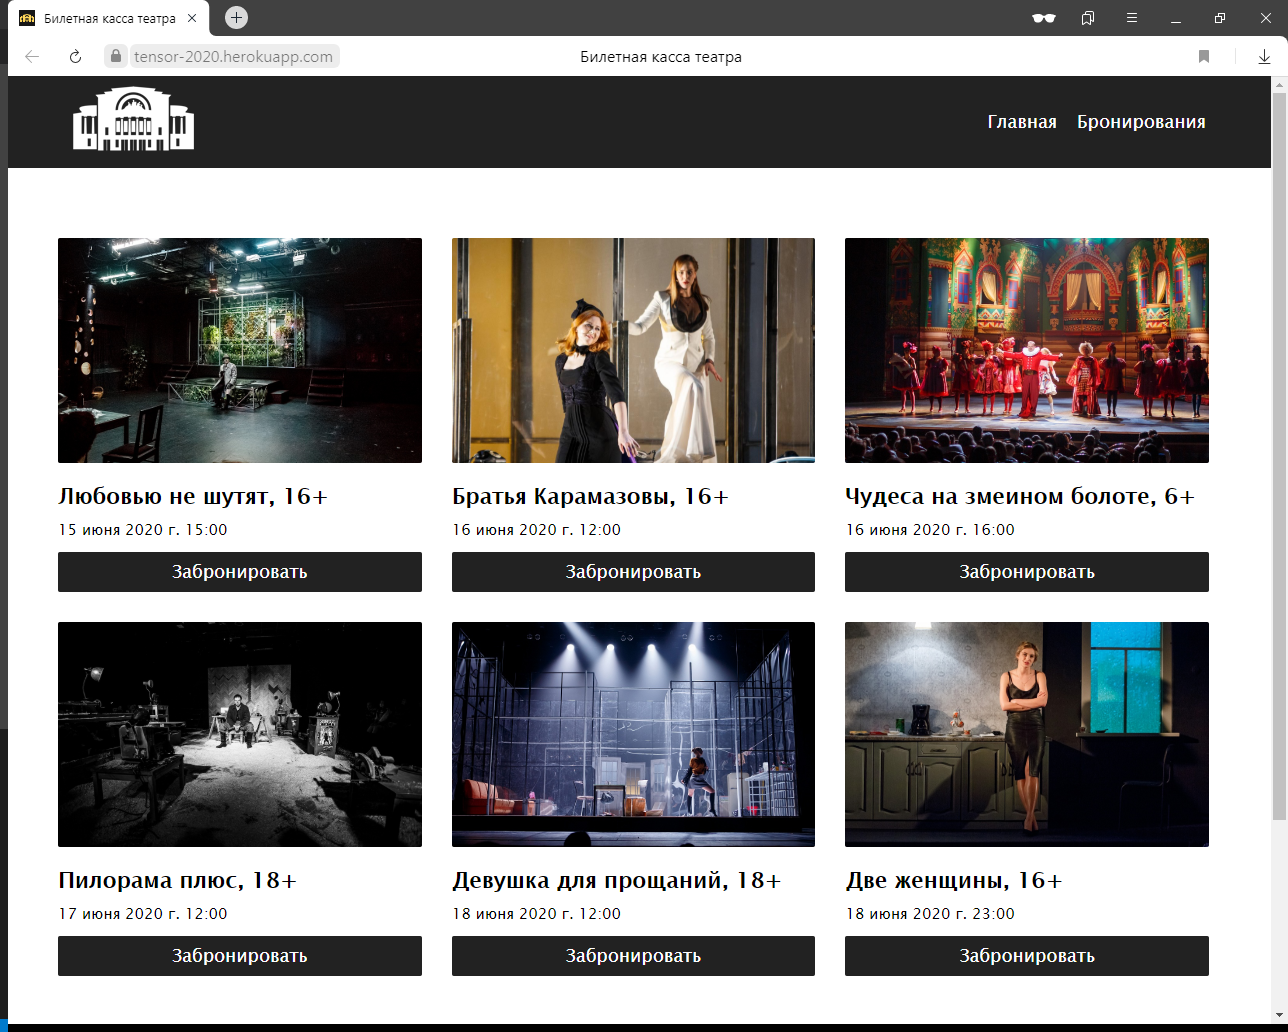 Билетная касса театра
tensor-2020.herokuapp.com
Билетная касса театра
Главная Бронирования
Любовью не шутят, 16+
15 июня 2020 г. 15:00
Забронировать
Братья Карамазовы, 16+
16 июня 2020 г. 12:00
Забронировать
Чудеса на змеином болоте, 6+
16 июня 2020 г. 16:00
Забронировать
Пилорама плюс, 18+
17 июня 2020 г. 12:00
Забронировать
Девушка для прощаний, 18+
18 июня 2020 г. 12:00
Забронировать
Две женщины, 16+
18 июня 2020 г. 23:00
Забронировать